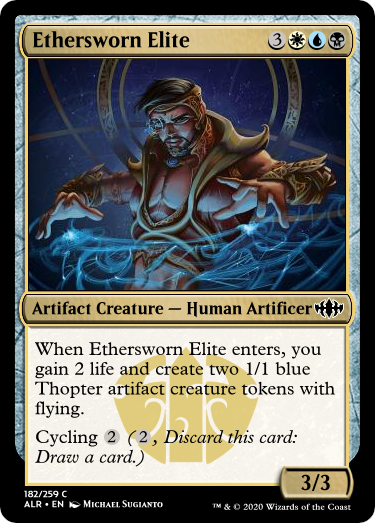 Ethersworn Elite 3
Artifact Creature — Human Artificer
When Ethersworn Elite enters, you
gain 2 life and create two 1/1 blue
Thopter artifact creature tokens with
flying.
Cycling 2 (2, Discard this card:
Draw a card.)
3/3
182/259 C
ALR • EN Michael Sugianto
™ & © 2020 Wizards of the Coast